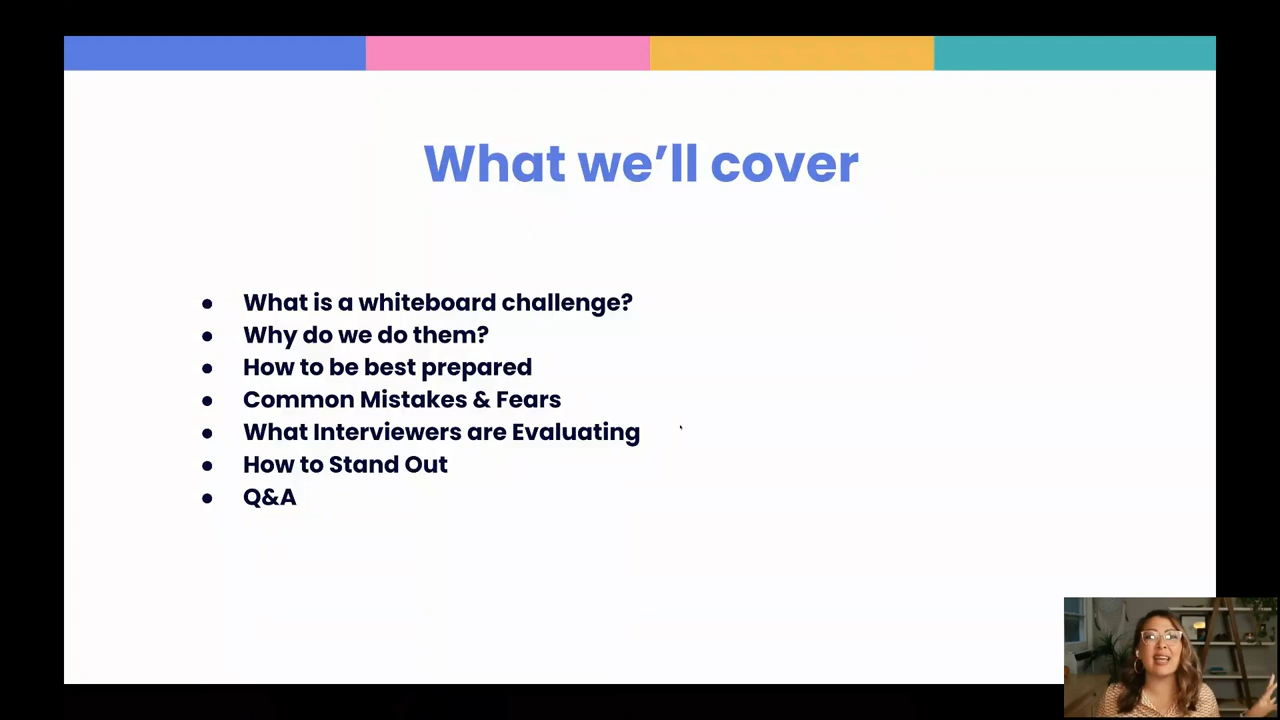 What we’ll cover
● What is a whiteboard challenge?
● Why do we do them?
● How to be best prepared
● Common Mistakes & Fears
● What Interviewers are Evaluating
● How to Stand Out
● Q&A